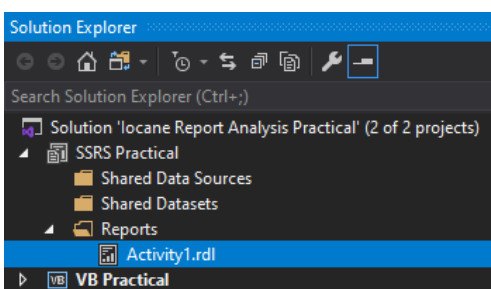 Solution Explorer
Search Solution Explorer (Ctrl+;)
Solution 'Iocane Report Analysis Practical' (2 of 2 projects)
SSRS Practical
Shared Data Sources
Shared Datasets
Reports
Activity1.rdl
VB VB Practical